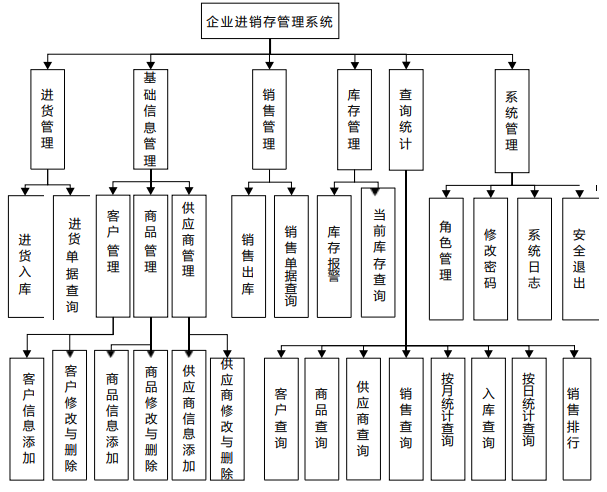 企业进销存管理系统
进货管理
基础信息管理
销售管理
库存管理
查询统计
系统管理
进货入库
进货单据查询
客户管理
商品管理
供应商管理
销售出库
销售单据查询
库存报警
当前库存查询
角色管理
修改密码
系统日志
安全退出
客户信息添加
客户修改与删除
商品信息添加
商品修改与删除
供应商信息添加
供应商修改与删除
客户查询
商品查询
供应商查询
销售查询
按月统计查询
入库查询
按日统计查询
销售排行